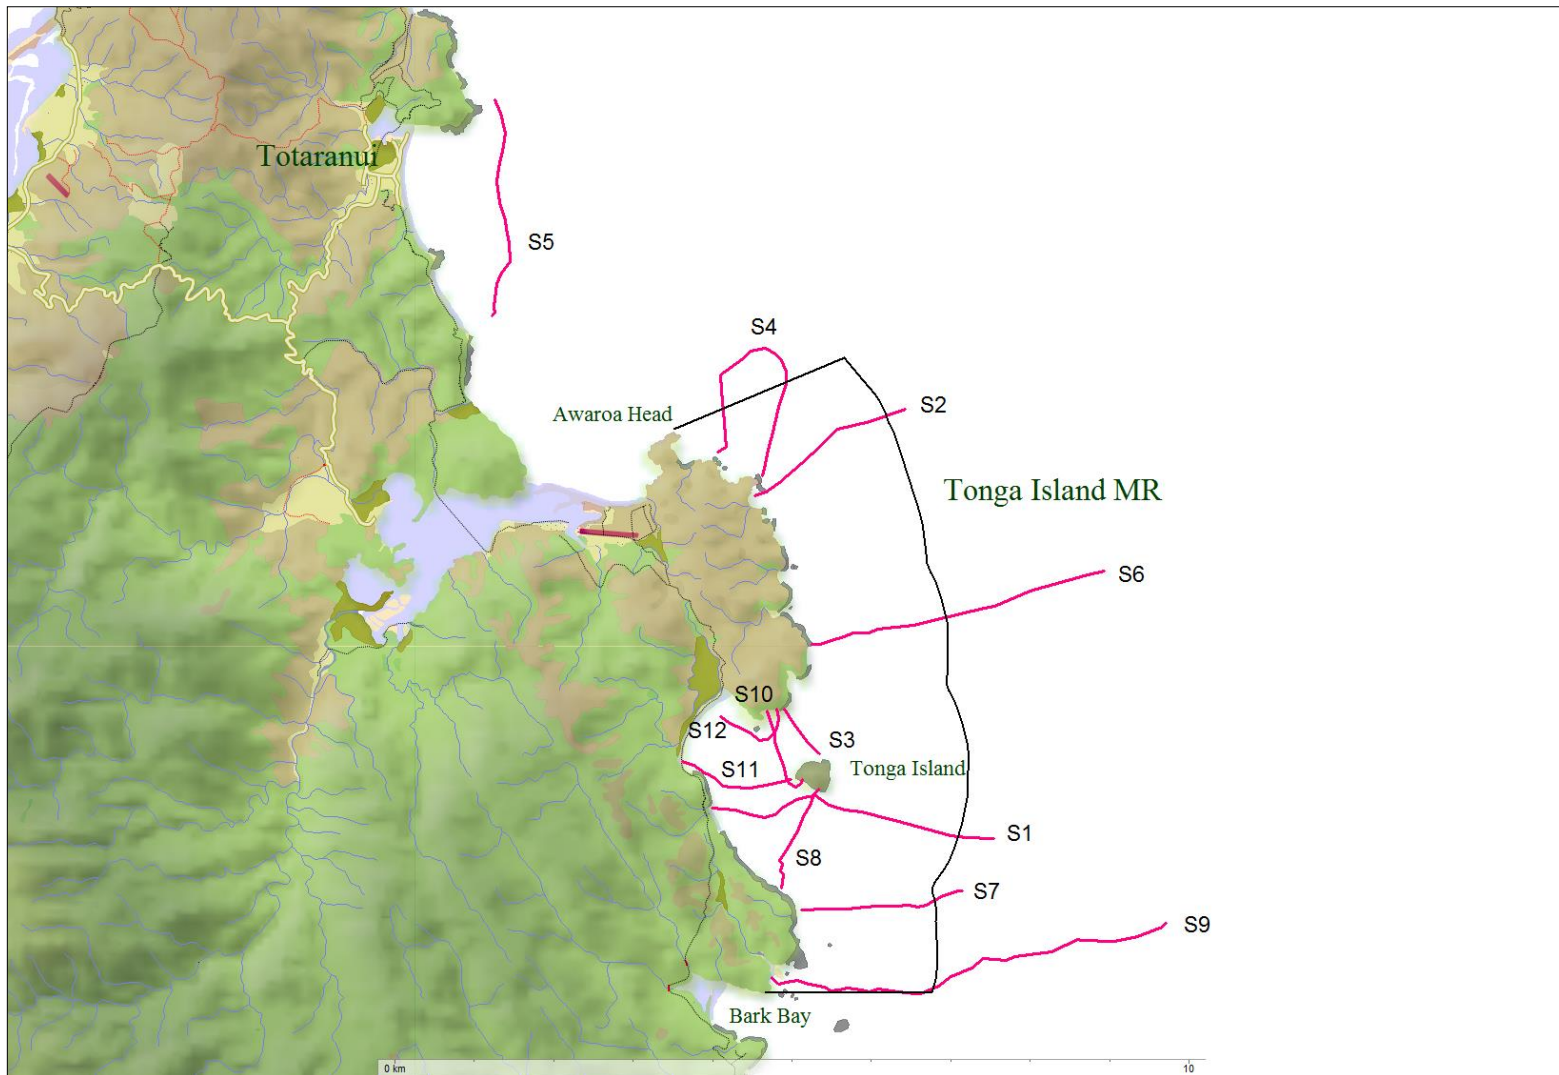 Totaranui
S5
S4
S2
Awaroa Head
Tonga Island MR
S6
S10
S12
S3
S11
Tonga Island
S1
S8
S7
S9
Bark Bay
0 km
10